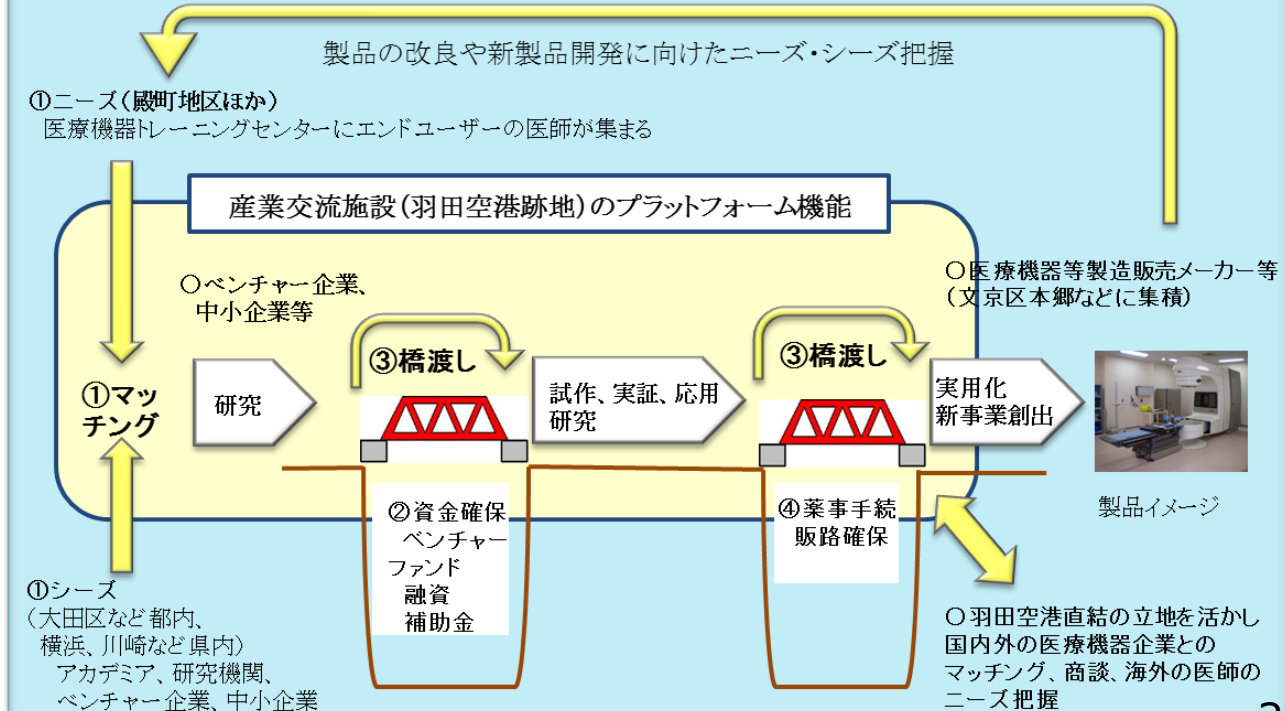 製品の改良や新製品開発に向けたニーズ・シーズ把握
①ニーズ（殿町地区ほか）
医療機器トレーニングセンターにエンドユーザーの医師が集まる
産業交流施設（羽田空港跡地）のプラットフォーム機能
〇ベンチャー企業、
中小企業等
〇医療機器等製造販売メーカー等
（文京区本郷などに集積）
①マッ
チング
研究
③橋渡し
試作、実証、応用
研究
③橋渡し
実用化
新事業創出
製品イメージ
②資金確保
ベンチャー
ファンド
融資
補助金
④薬事手続
販路確保
①シーズ
（大田区など都内、
横浜、川崎など県内）
アカデミア、研究機関、
ベンチャー企業、中小企業
〇羽田空港直結の立地を活かし
国内外の医療機器企業との
マッチング、商談、海外の医師の
ニーズ把握